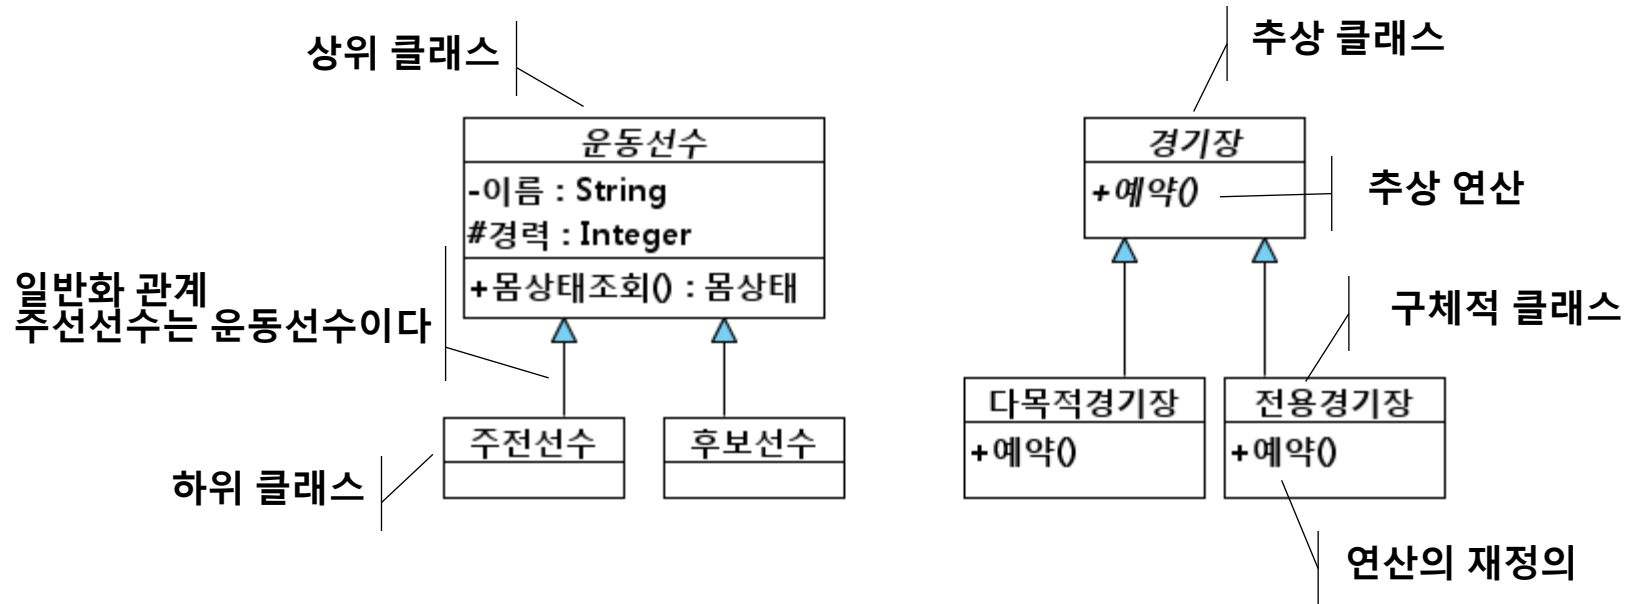 상위 클래스
운동선수
-이름 : String
#경력 : Integer
+몸상태조회() : 몸상태
일반화 관계
주선선수는 운동선수이다
주전선수
후보선수
하위 클래스
추상 클래스
경기장
+예약()
추상 연산
구체적 클래스
다목적경기장
+예약()
전용경기장
+예약()
연산의 재정의